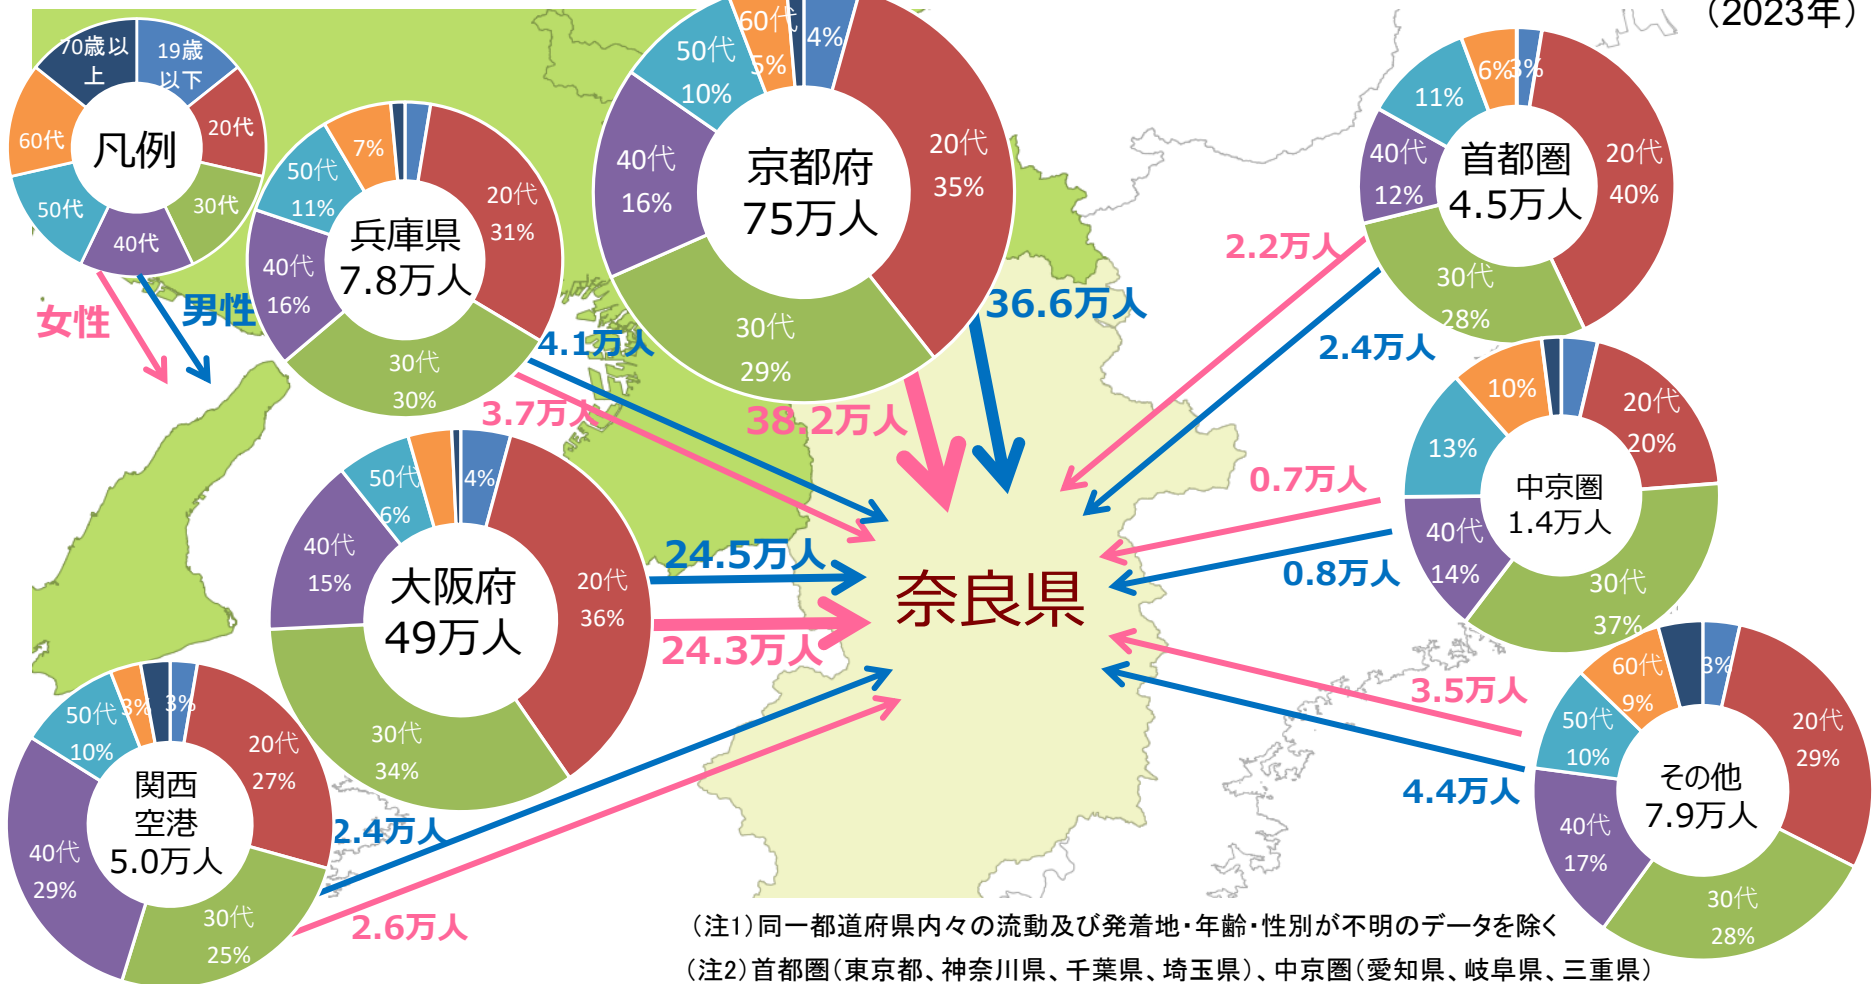 （2023年）
凡例
19歳
以下
20代
30代
40代
50代
60代
70歳以
上
女性
男性
兵庫県
7.8万人
20代
31%
30代
30%
40代
16%
50代
11%
7%
4.1万人
3.7万人
京都府
75万人
4%
20代
35%
30代
29%
40代
16%
50代
10%
60代
5%
36.6万人
38.2万人
首都圏
4.5万人
3%
20代
40%
30代
28%
40代
12%
11%
6%
2.2万人
2.4万人
中京圏
1.4万人
20代
20%
30代
37%
40代
14%
13%
10%
0.7万人
0.8万人
大阪府
49万人
4%
20代
36%
30代
34%
40代
15%
50代
6%
24.5万人
24.3万人
奈良県
関西
空港
5.0万人
3%
20代
27%
30代
25%
40代
29%
50代
10%
3%
2.4万人
2.6万人
その他
7.9万人
3%
20代
29%
30代
28%
40代
17%
50代
10%
60代
9%
3.5万人
4.4万人
（注1）同一都道府県内々の流動及び発着地・年齢・性別が不明のデータを除く
（注2）首都圏（東京都、神奈川県、千葉県、埼玉県）、中京圏（愛知県、岐阜県、三重県）